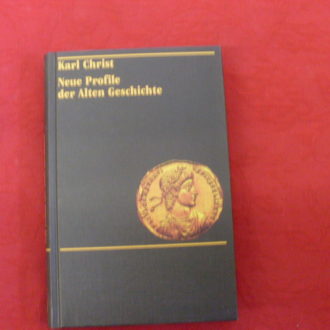 Karl Christ
Neue Profile
der Alten Geschichte